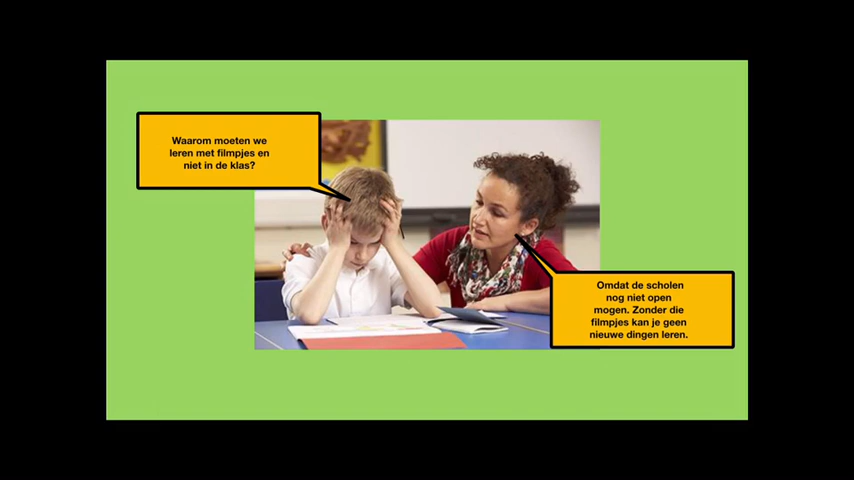 Waarom moeten we
leren met filmpjes en
niet in de klas?
Omdat de scholen
nog niet open
mogen. Zonder die
filmpjes kan je geen
nieuwe dingen leren.